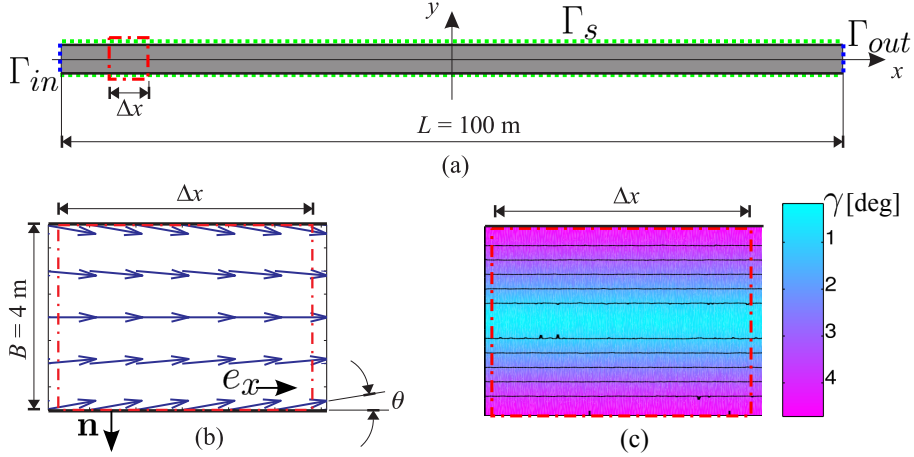 y
Γs
Γout
Γin
x
Δx
L = 100 m
(a)
Δx
Δx
γ [deg]
B = 4 m
1
2
3
4
ex
θ
n
(b)
(c)